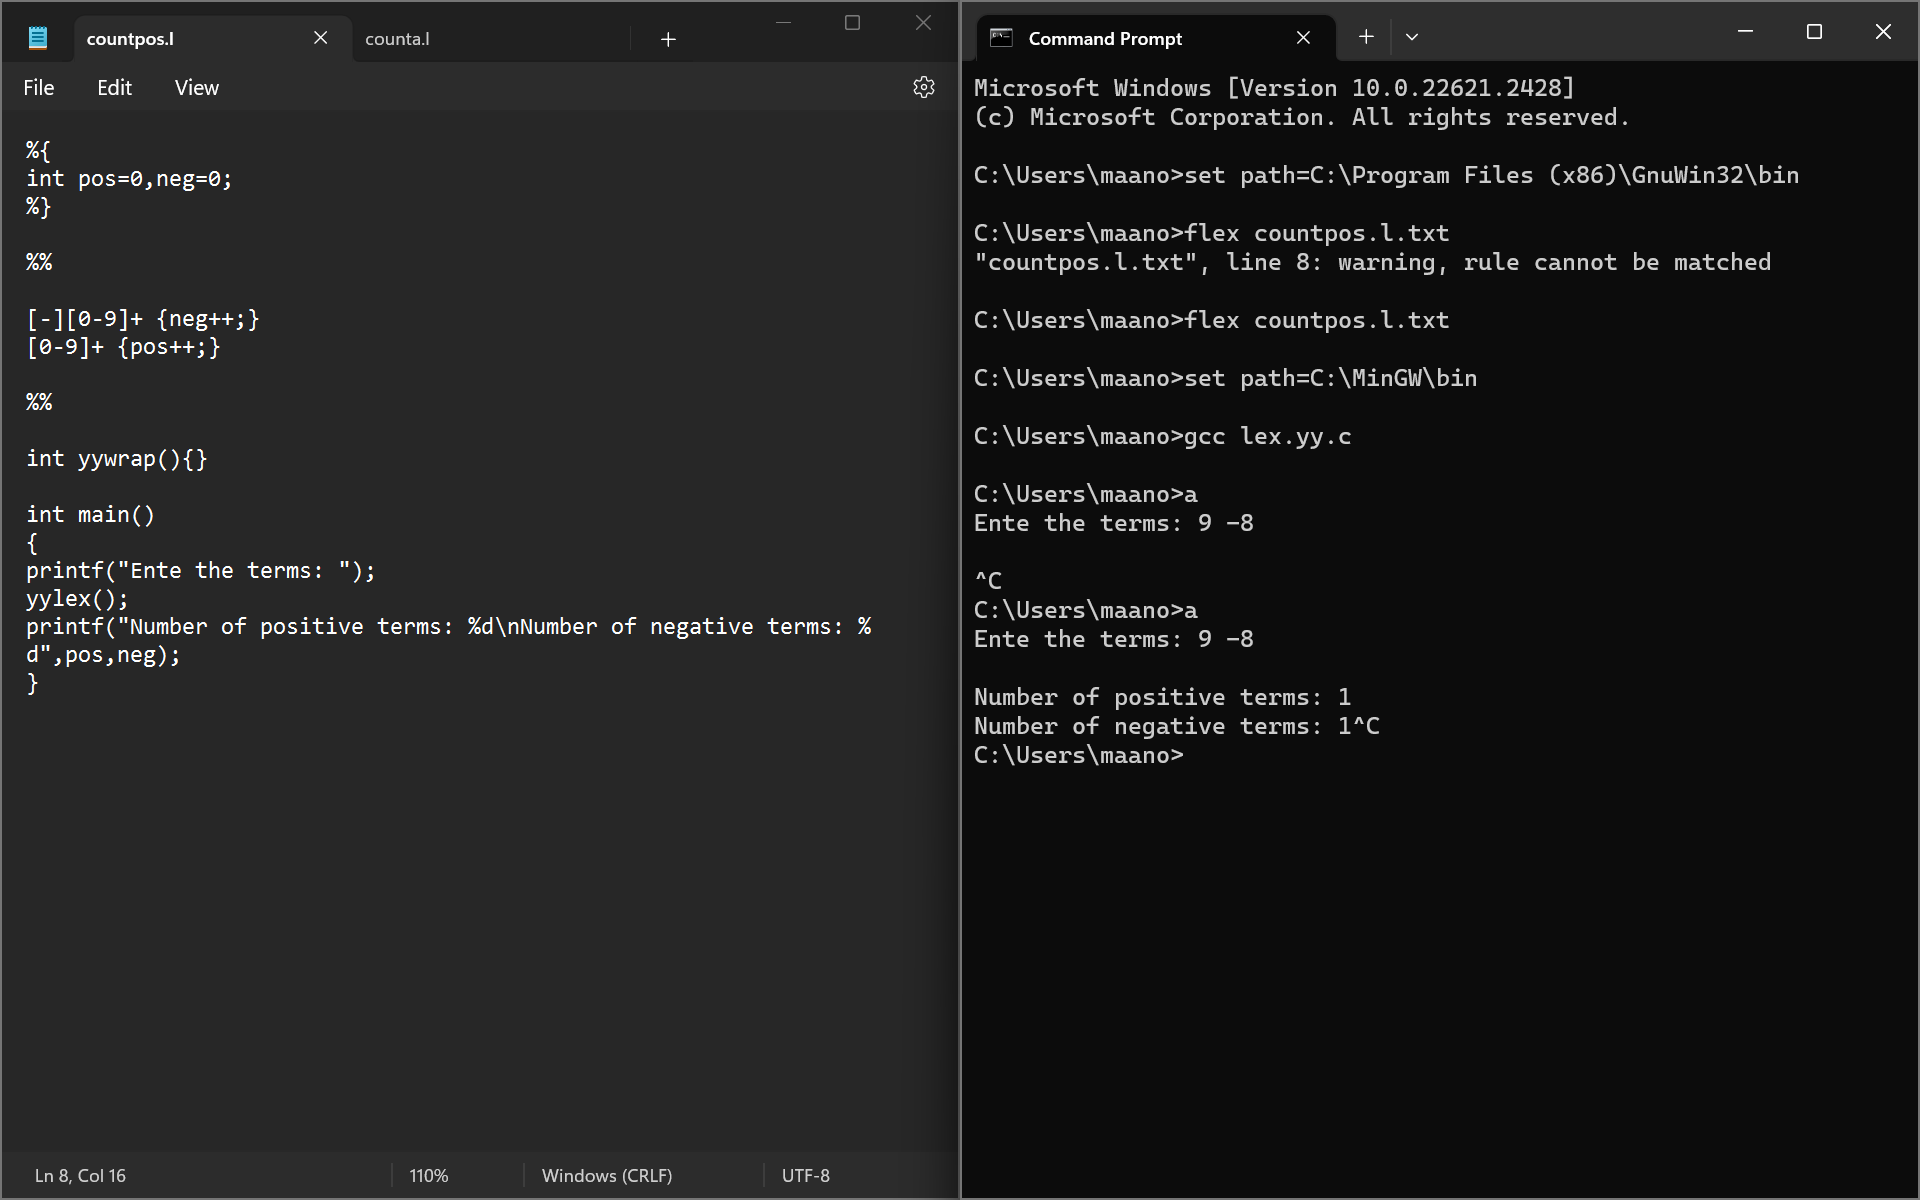 countpos.l
counta.l
File Edit View
%{
int pos=0,neg=0;
%}
%%
[-][0-9]+ {neg++;}
[0-9]+ {pos++;}
%%
int yywrap(){}
int main()
{
printf("Ente the terms: ");
yylex();
printf("Number of positive terms: %d\nNumber of negative terms: %
d",pos,neg);
}
Ln 8, Col 16
110%
Windows (CRLF)
UTF-8
Command Prompt
Microsoft Windows [Version 10.0.22621.2428]
(c) Microsoft Corporation. All rights reserved.
C:\Users\maano>set path=C:\Program Files (x86)\GnuWin32\bin
C:\Users\maano>flex countpos.l.txt
"countpos.l.txt", line 8: warning, rule cannot be matched
C:\Users\maano>flex countpos.l.txt
C:\Users\maano>set path=C:\MinGW\bin
C:\Users\maano>gcc lex.yy.c
C:\Users\maano>a
Ente the terms: 9 -8
^C
C:\Users\maano>a
Ente the terms: 9 -8
Number of positive terms: 1
Number of negative terms: 1^C
C:\Users\maano>